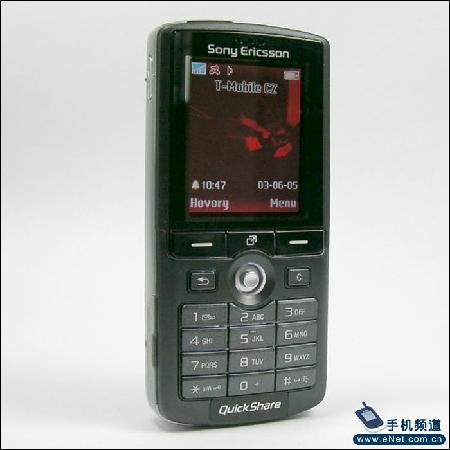 Sony Ericsson
T-Mobile CZ
10:47 03-06-05
Hovory Menu
C
1 2 ABC 3 DEF
4 GHI 5 JKL 6 MNO
7 PQRS 8 TUV 9 WXYZ
* 0 + #
QuickShare
手机频道
www.eNet.com.cn